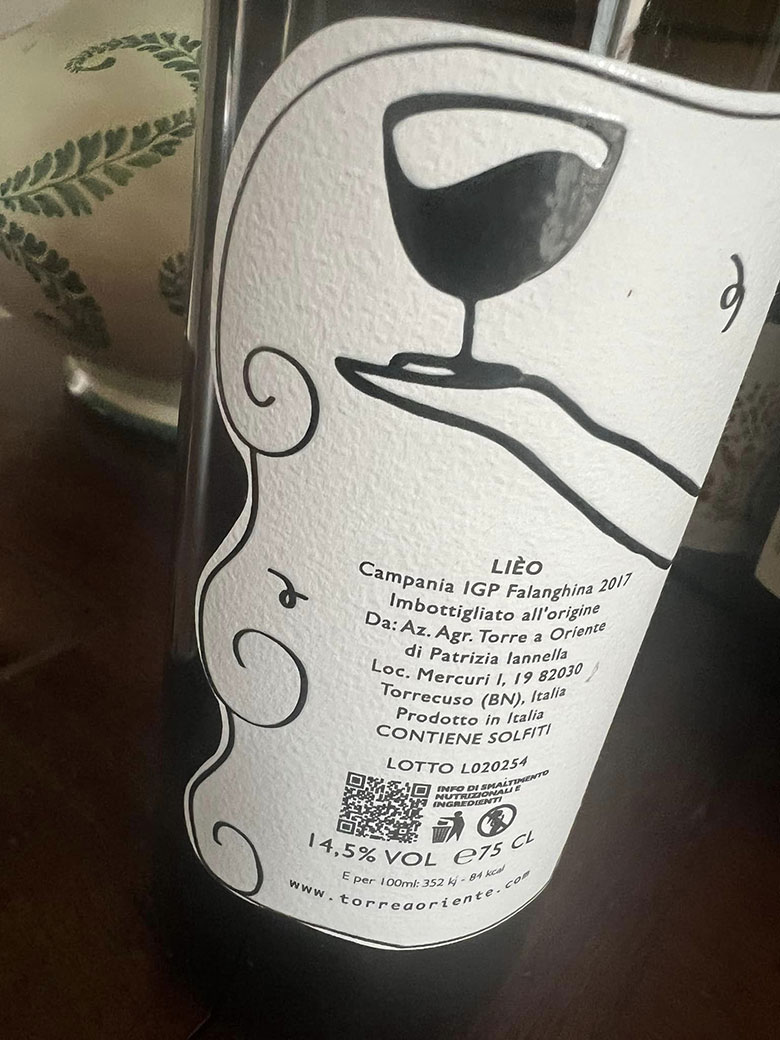 LIÈO
Campania IGP Falanghina 2017
Imbottigliato all'origine
Da: Az. Agr. Torre a Oriente
di Patrizia Iannella
Loc. Mercuri I, 19 82030
Torrecuso (BN), Italia
Prodotto in Italia
CONTIENE SOLFITI
LOTTO L020254
INFO DI SMALTIMENTO
NUTRIZIONALI E
INGREDIENTI
14,5% VOL e75 CL
E per 100ml: 352 kj - 84 kcal
www.torreaoriente.com